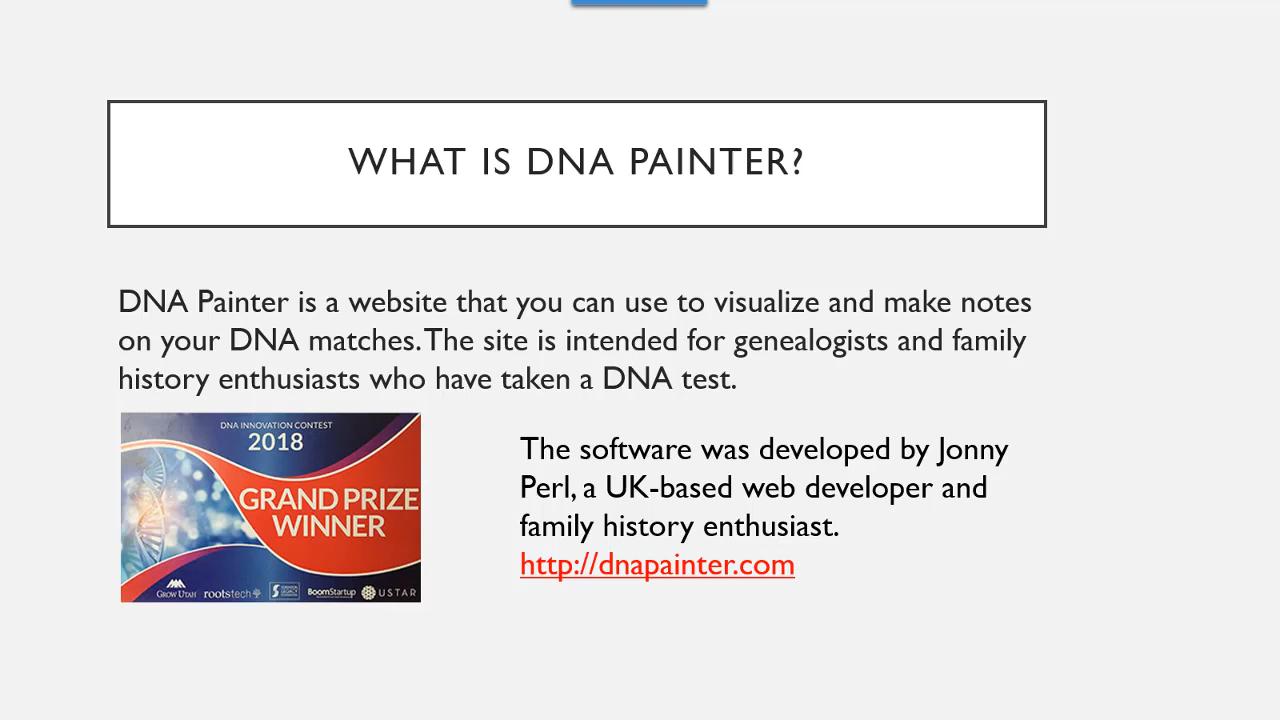 WHAT IS DNA PAINTER?
DNA Painter is a website that you can use to visualize and make notes
on your DNA matches. The site is intended for genealogists and family
history enthusiasts who have taken a DNA test.
DNA INNOVATION CONTEST
2018
GRAND PRIZE
WINNER
GROW UTAH rootstech BoomStartup USTAR
The software was developed by Jonny
Perl, a UK-based web developer and
family history enthusiast.
http://dnapainter.com